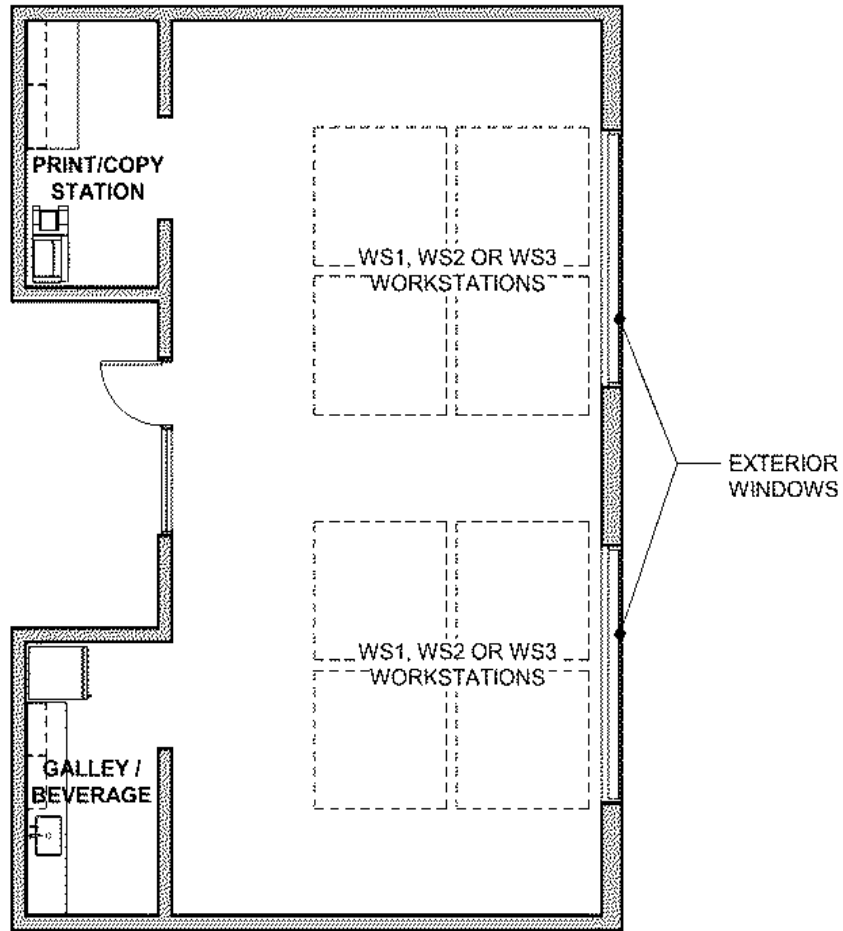 PRINT/COPY
STATION
WS1, WS2 OR WS3
WORKSTATIONS
EXTERIOR
WINDOWS
WS1, WS2 OR WS3
WORKSTATIONS
GALLEY /
BEVERAGE